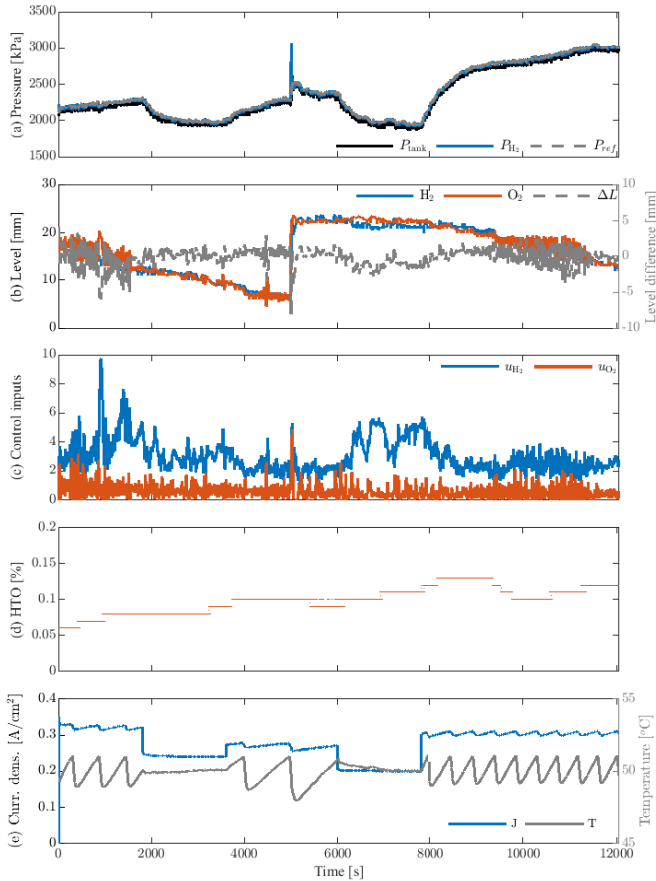 3500
3000
2500
2000
1500
(a) Pressure [kPa]
P_tank P_H₂ P_ref
30
20
10
0
(b) Level [mm]
H₂ O₂ ΔL
10
5
0
-5
-10
Level difference [mm]
10
8
6
4
2
0
(c) Control inputs
u_H₂ u_O₂
0.2
0.15
0.1
0.05
0
(d) HTO [%]
0.4
0.3
0.2
0.1
0
(e) Curr. dens. [A/cm²]
J T
55
50
45
Temperature [°C]
0 2000 4000 6000 8000 10000 12000
Time [s]